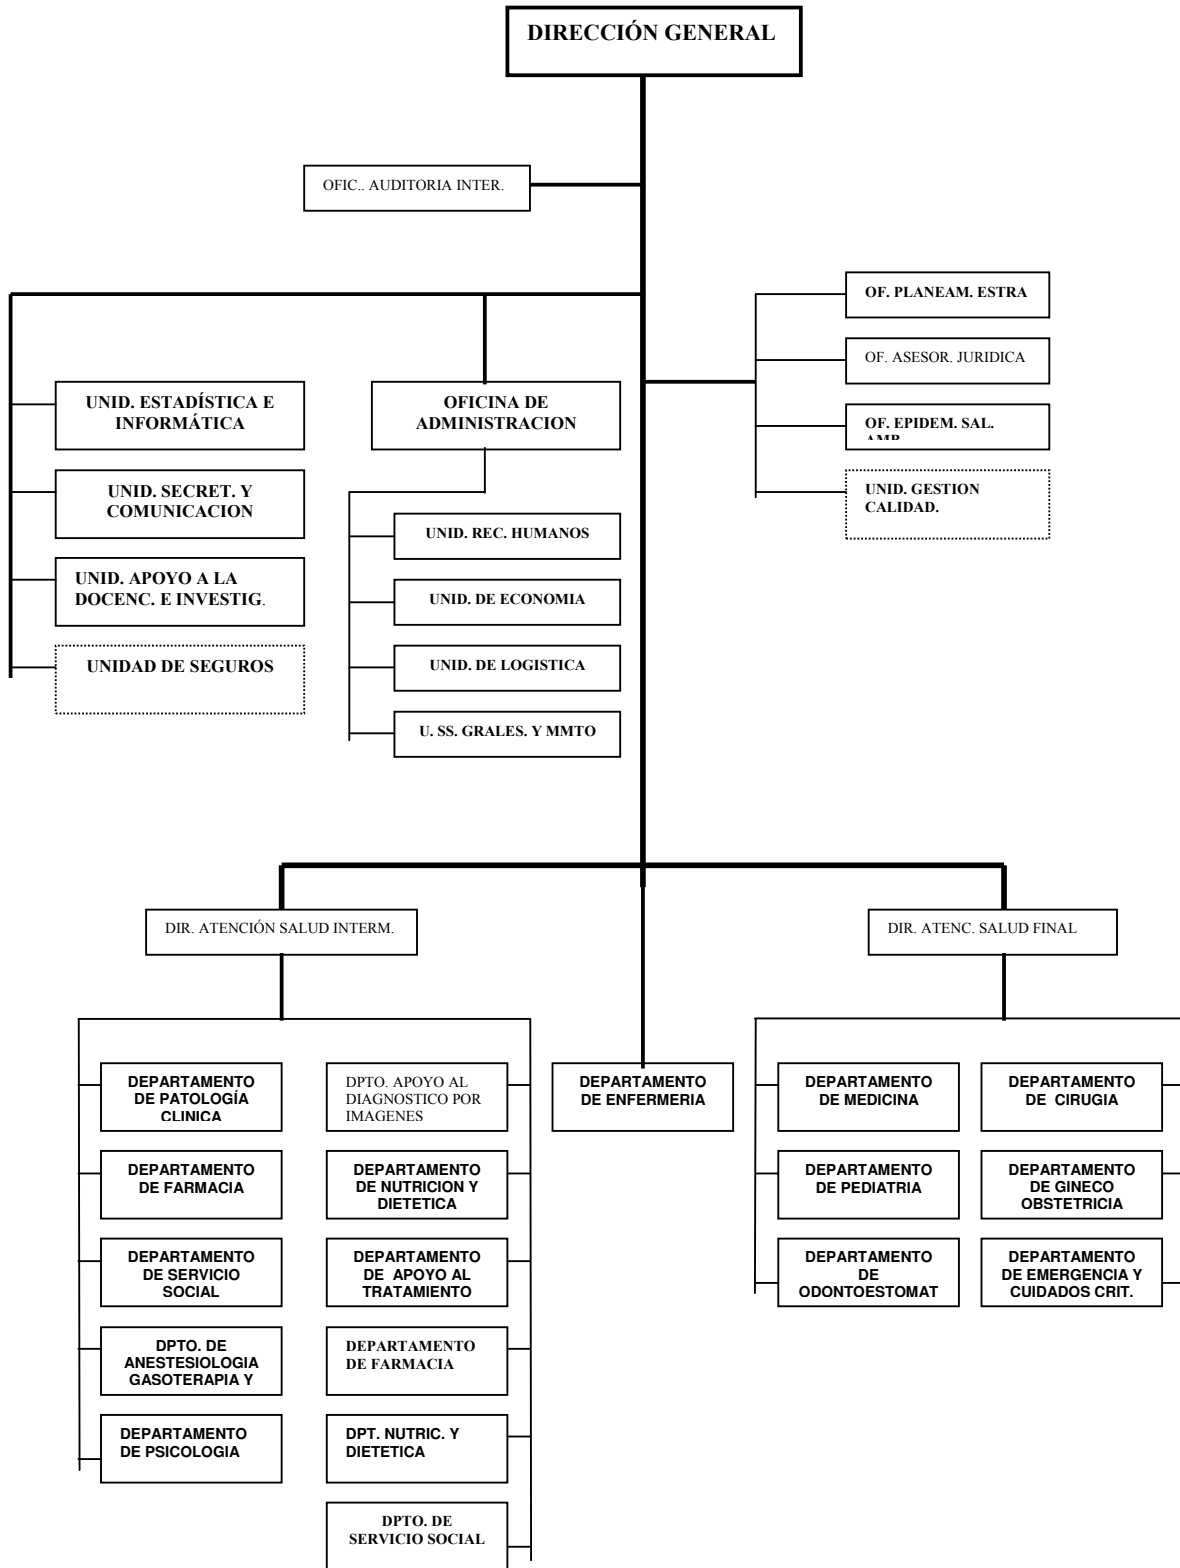 DIRECCIÓN GENERAL
OFIC.. AUDITORIA INTER.
OF. PLANEAM. ESTRA
OF. ASESOR. JURIDICA
OF. EPIDEM. SAL.
AMB
UNID. GESTION
CALIDAD.
UNID. ESTADÍSTICA E
INFORMÁTICA
UNID. SECRET. Y
COMUNICACION
UNID. APOYO A LA
DOCENC. E INVESTIG.
UNIDAD DE SEGUROS
OFICINA DE
ADMINISTRACION
UNID. REC. HUMANOS
UNID. DE ECONOMIA
UNID. DE LOGISTICA
U. SS. GRALES. Y MMTO
DIR. ATENCIÓN SALUD INTERM.
DIR. ATENC. SALUD FINAL
DEPARTAMENTO
DE PATOLOGÍA
CLINICA
DPTO. APOYO AL
DIAGNOSTICO POR
IMAGENES
DEPARTAMENTO
DE FARMACIA
DEPARTAMENTO
DE NUTRICION Y
DIETETICA
DEPARTAMENTO
DE SERVICIO
SOCIAL
DEPARTAMENTO
DE APOYO AL
TRATAMIENTO
DPTO. DE
ANESTESIOLOGIA
GASOTERAPIA Y
DEPARTAMENTO
DE FARMACIA
DEPARTAMENTO
DE PSICOLOGIA
DPT. NUTRIC. Y
DIETETICA
DPTO. DE
SERVICIO SOCIAL
DEPARTAMENTO
DE ENFERMERIA
DEPARTAMENTO
DE MEDICINA
DEPARTAMENTO
DE CIRUGIA
DEPARTAMENTO
DE PEDIATRIA
DEPARTAMENTO
DE GINECO
OBSTETRICIA
DEPARTAMENTO
DE
ODONTOESTOMAT
DEPARTAMENTO
DE EMERGENCIA Y
CUIDADOS CRIT.